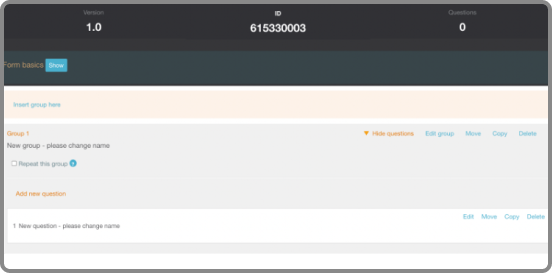 Version ID Questions
1.0 615330003 0
Form basics Show
Insert group here
Group 1 Hide questions Edit group Move Copy Delete
New group - please change name
Repeat this group
Add new question
Edit Move Copy Delete
1 New question - please change name